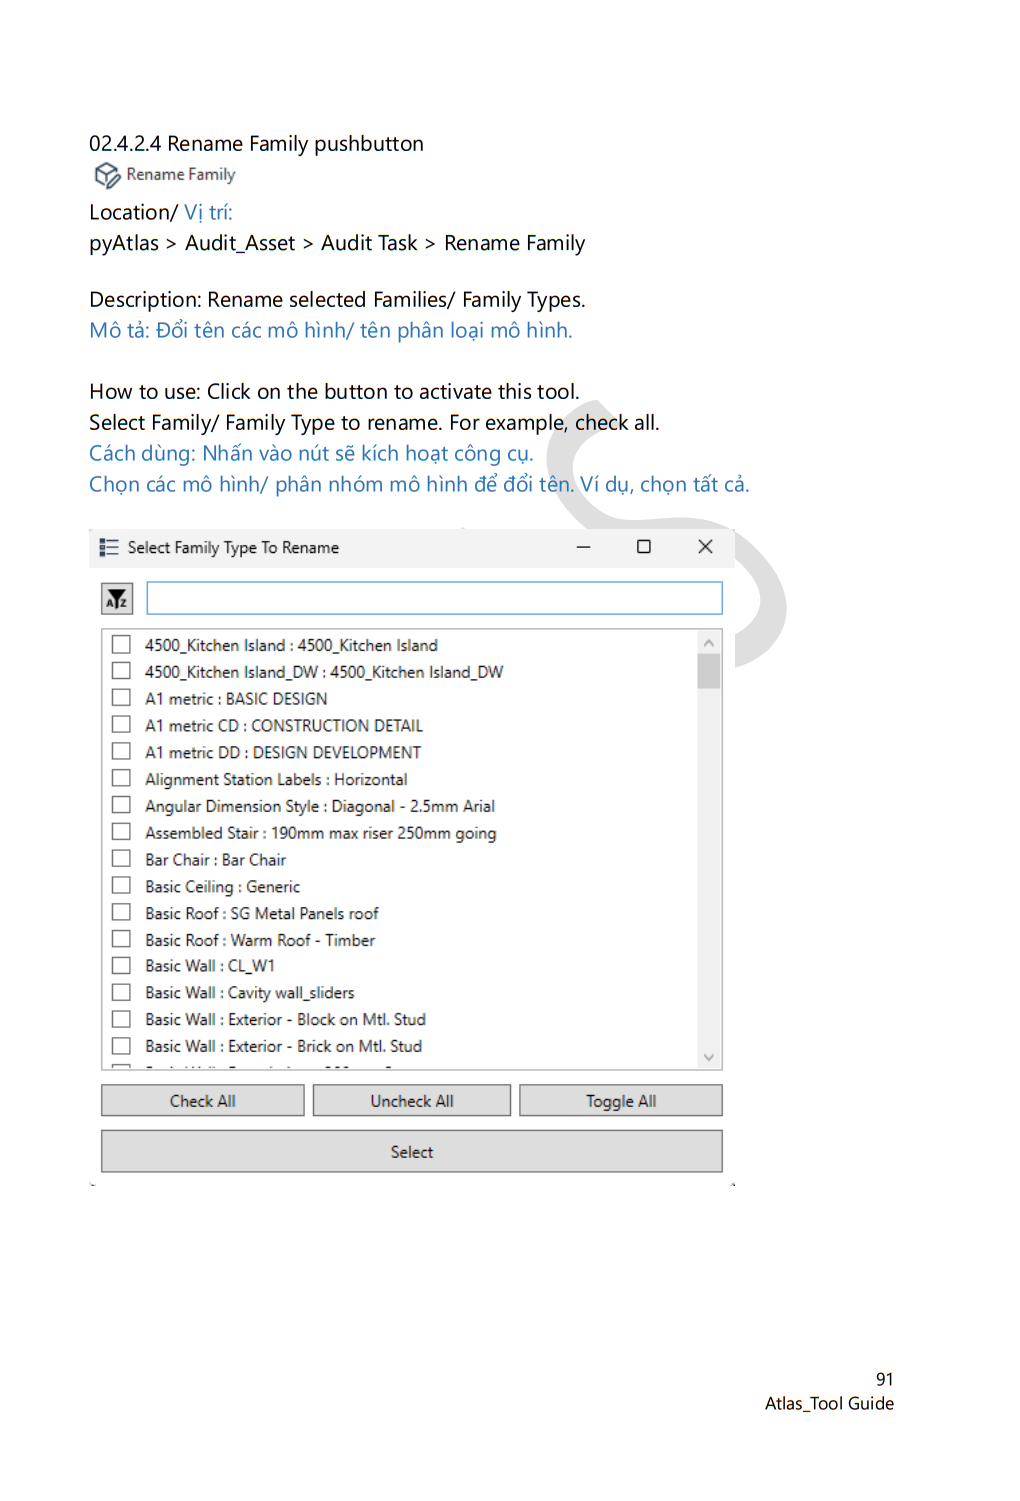 02.4.2.4 Rename Family pushbutton
Rename Family
Location/ Vị trí:
pyAtlas > Audit_Asset > Audit Task > Rename Family
Description: Rename selected Families/ Family Types.
Mô tả: Đổi tên các mô hình/ tên phân loại mô hình.
How to use: Click on the button to activate this tool.
Select Family/ Family Type to rename. For example, check all.
Cách dùng: Nhấn vào nút sẽ kích hoạt công cụ.
Chọn các mô hình/ phân nhóm mô hình để đổi tên. Ví dụ, chọn tất cả.
Select Family Type To Rename
4500_Kitchen Island : 4500_Kitchen Island
4500_Kitchen Island_DW : 4500_Kitchen Island_DW
A1 metric : BASIC DESIGN
A1 metric CD : CONSTRUCTION DETAIL
A1 metric DD : DESIGN DEVELOPMENT
Alignment Station Labels : Horizontal
Angular Dimension Style : Diagonal - 2.5mm Arial
Assembled Stair : 190mm max riser 250mm going
Bar Chair : Bar Chair
Basic Ceiling : Generic
Basic Roof : SG Metal Panels roof
Basic Roof : Warm Roof - Timber
Basic Wall : CL_W1
Basic Wall : Cavity wall_sliders
Basic Wall : Exterior - Block on Mtl. Stud
Basic Wall : Exterior - Brick on Mtl. Stud
Check All Uncheck All Toggle All
Select
91
Atlas_Tool Guide